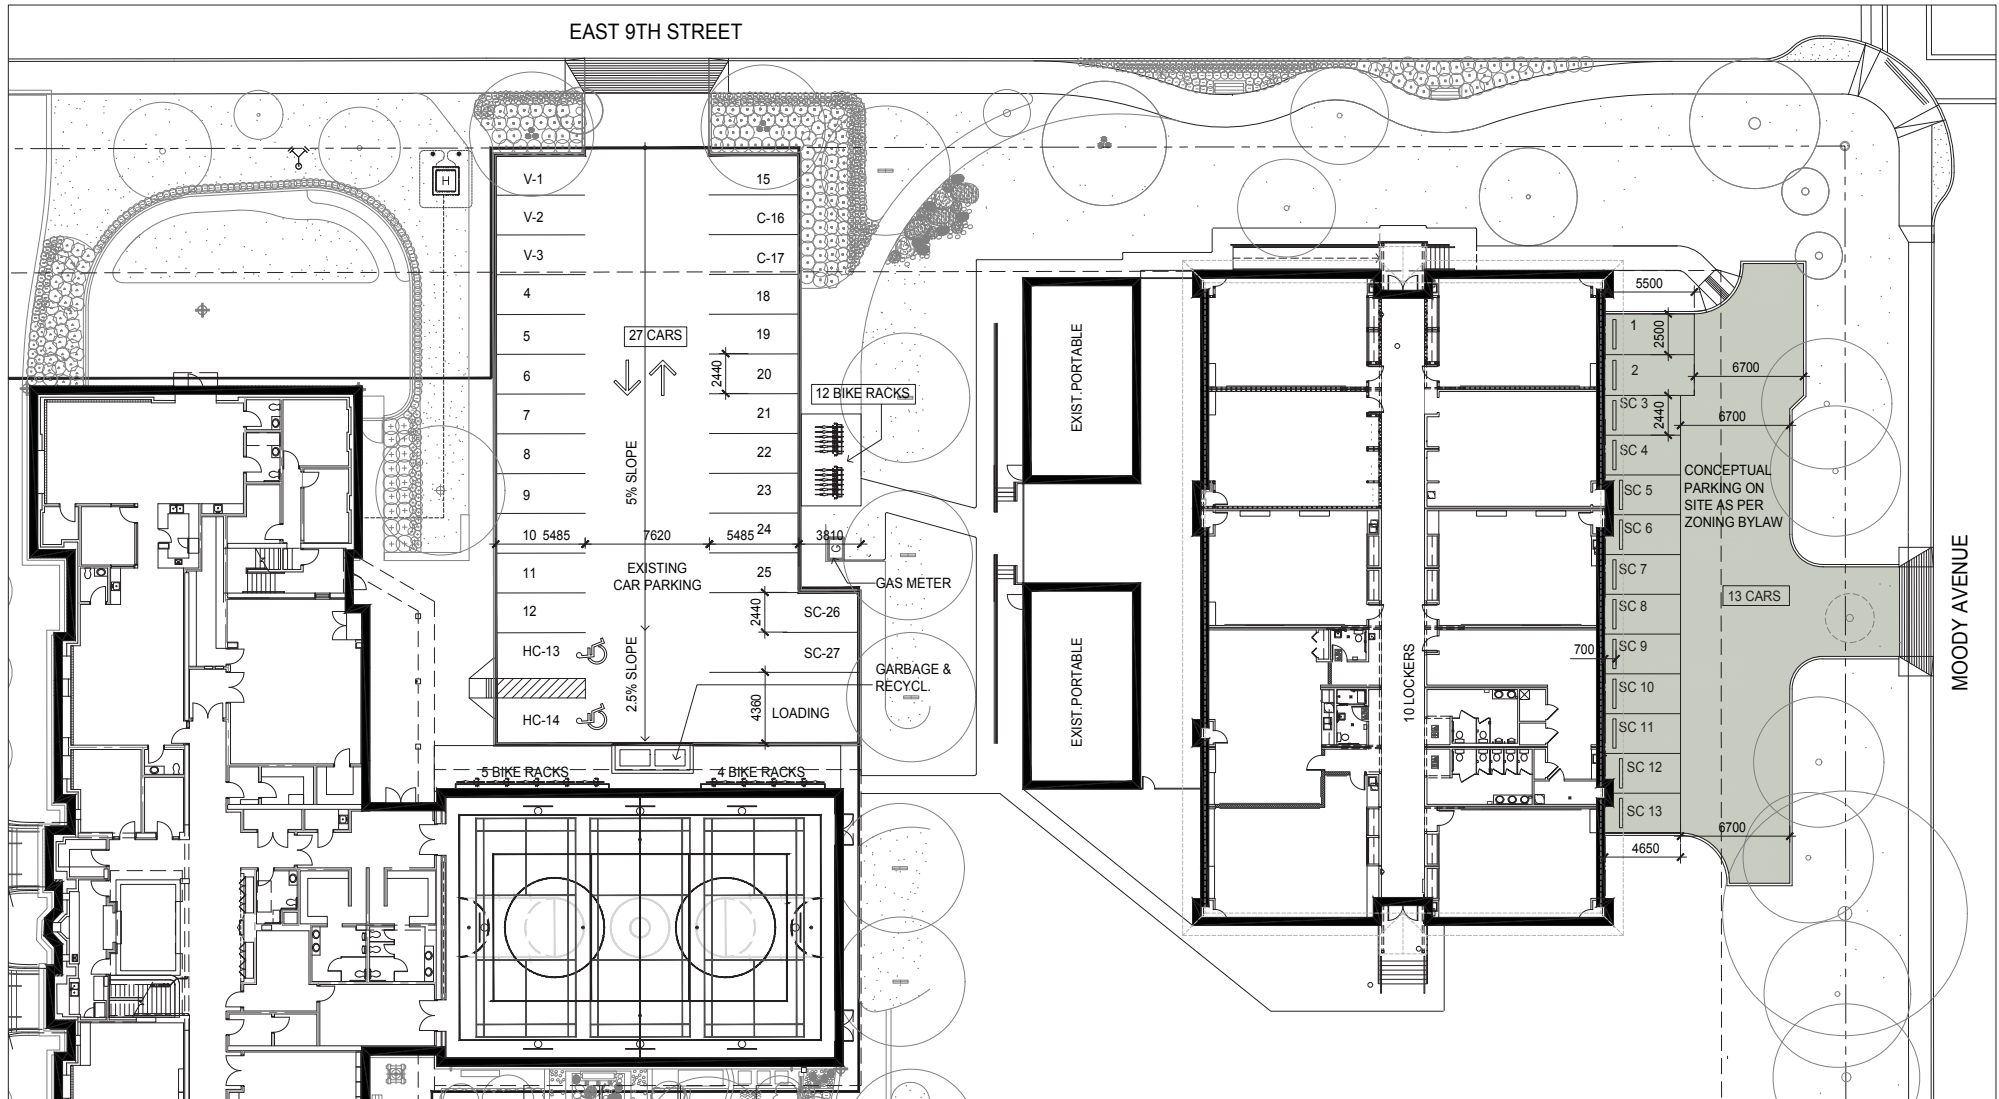 EAST 9TH STREET
H
V-1
V-2
V-3
4
5
6
7
8
9
10
11
12
HC-13
HC-14
15
C-16
C-17
18
19
20
21
22
23
24
25
SC-26
SC-27
LOADING
27 CARS
2440
5% SLOPE
5485
7620
5485
3810
EXISTING
CAR PARKING
2440
2.5% SLOPE
4360
12 BIKE RACKS
G
GAS METER
GARBAGE &
RECYCL.
5 BIKE RACKS
4 BIKE RACKS
EXIST.PORTABLE
EXIST.PORTABLE
10 LOCKERS
5500
1
2500
2
6700
SC 3
2440
6700
SC 4
SC 5
SC 6
SC 7
SC 8
SC 9
700
SC 10
SC 11
SC 12
SC 13
CONCEPTUAL
PARKING ON
SITE AS PER
ZONING BYLAW
13 CARS
6700
4650
MOODY AVENUE